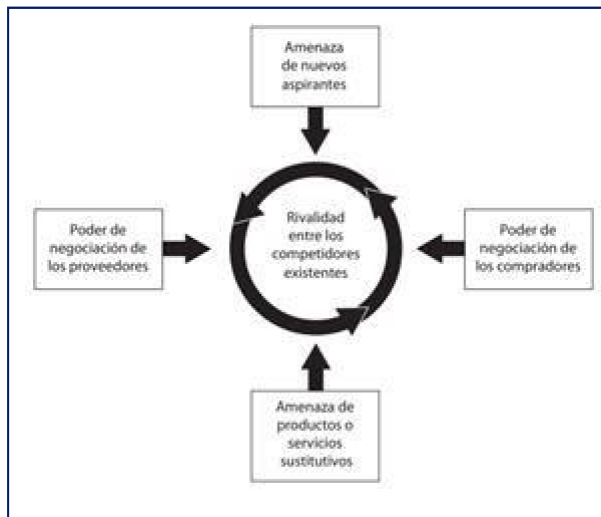 Amenaza
de nuevos
aspirantes
Poder de
negociación de
los proveedores
Rivalidad
entre los
competidores
existentes
Poder de
negociación de
los compradores
Amenaza de
productos o
servicios
sustitutivos